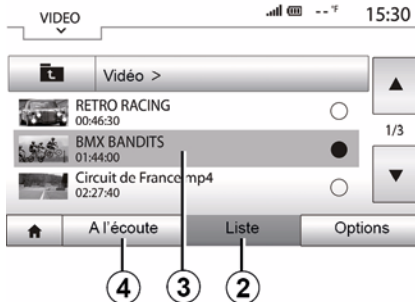 VIDEO
-- °F 15:30
Vidéo >
RETRO RACING
00:46:30
BMX BANDITS
01:44:00
1/3
Circuit de France.mp4
02:27:40
A l'écoute Liste Options
4 3 2